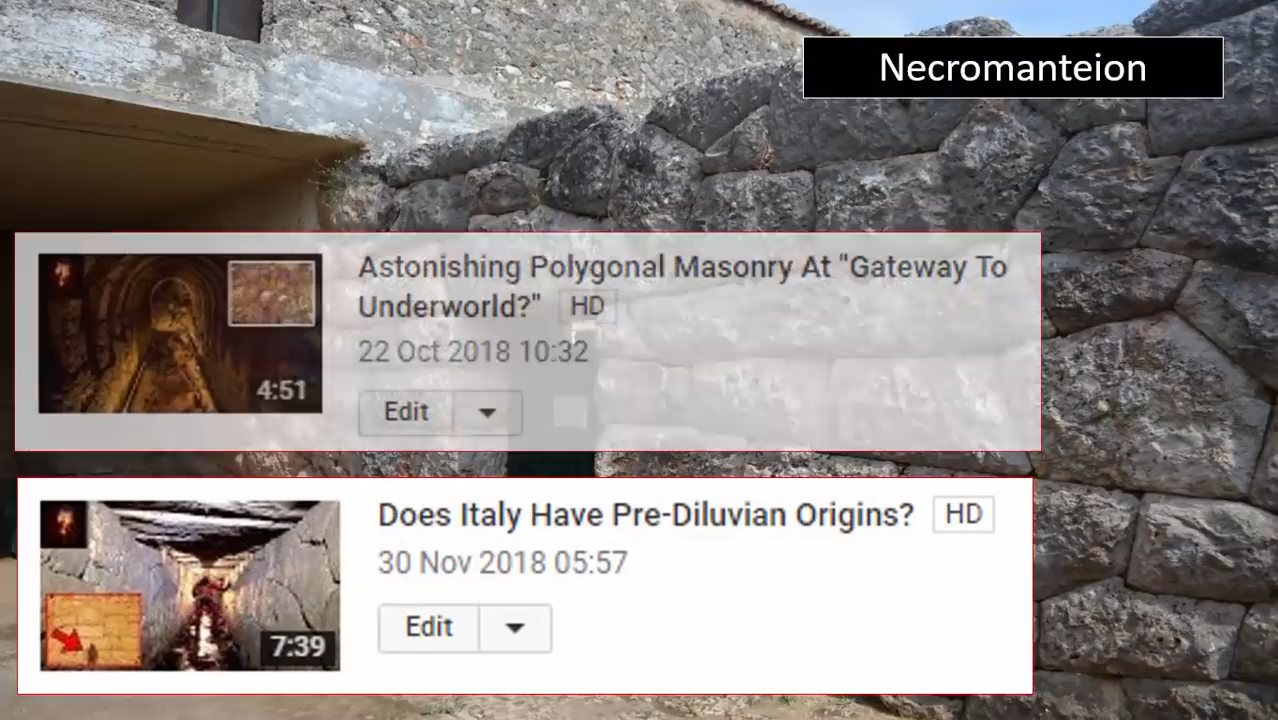 Necromanteion
Astonishing Polygonal Masonry At "Gateway To
Underworld?" HD
22 Oct 2018 10:32
4:51
Edit
Does Italy Have Pre-Diluvian Origins? HD
30 Nov 2018 05:57
7:39
Edit